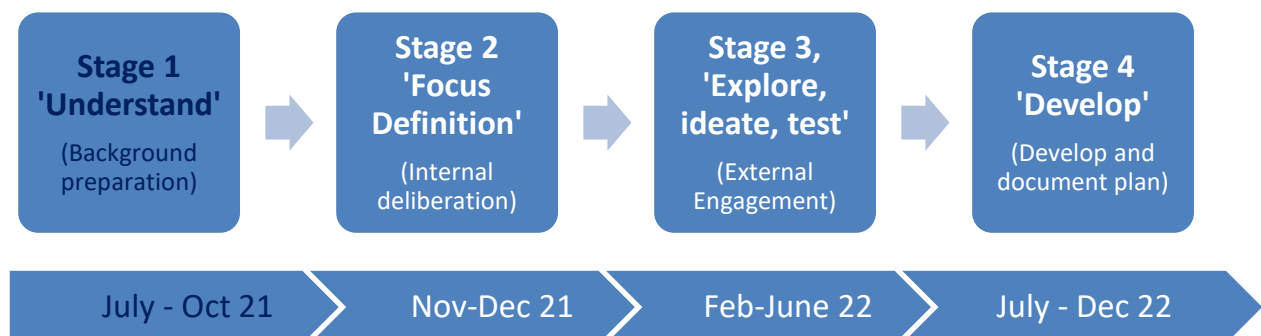 Stage 1
'Understand'
(Background
preparation)
Stage 2
'Focus
Definition'
(Internal
deliberation)
Stage 3,
'Explore,
ideate, test'
(External
Engagement)
Stage 4
'Develop'
(Develop and
document plan)
July - Oct 21
Nov-Dec 21
Feb-June 22
July - Dec 22